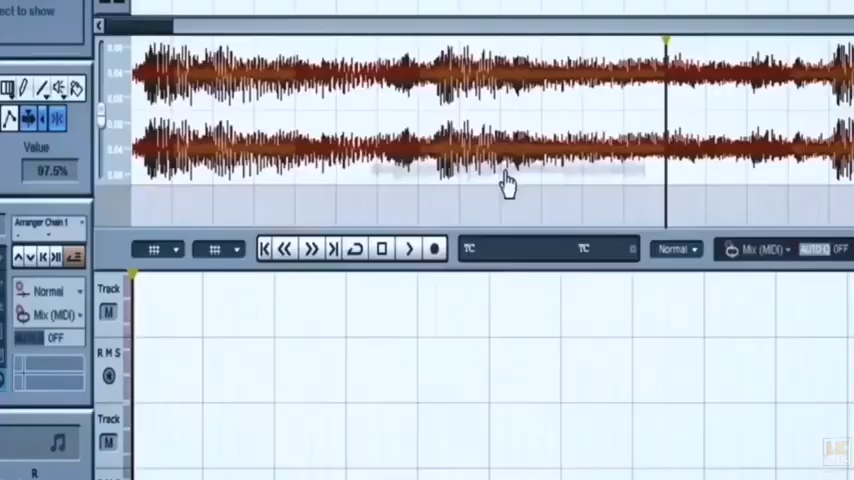 ect to show
Value
97.5%
Arranger Chain 1
Normal
Mix (MIDI)
OFF
R
Track
M
R M S
Track
M
TC
TC
Normal
Mix (MIDI)
AUTO
OFF